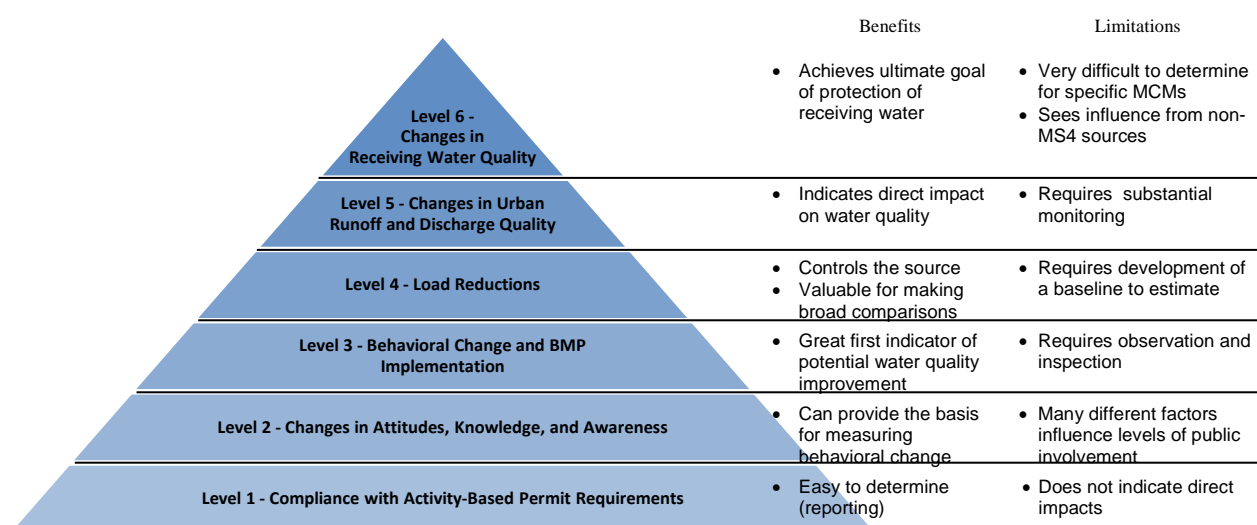 Benefits
Limitations
Level 6 -
Changes in
Receiving Water Quality
• Achieves ultimate goal
of protection of
receiving water
• Very difficult to determine
for specific MCMs
• Sees influence from non-
MS4 sources
Level 5 - Changes in Urban
Runoff and Discharge Quality
• Indicates direct impact
on water quality
• Requires substantial
monitoring
Level 4 - Load Reductions
• Controls the source
• Valuable for making
broad comparisons
• Requires development of
a baseline to estimate
Level 3 - Behavioral Change and BMP
Implementation
• Great first indicator of
potential water quality
improvement
• Requires observation and
inspection
Level 2 - Changes in Attitudes, Knowledge, and Awareness
• Can provide the basis
for measuring
behavioral change
• Many different factors
influence levels of public
involvement
Level 1 - Compliance with Activity-Based Permit Requirements
• Easy to determine
(reporting)
• Does not indicate direct
impacts